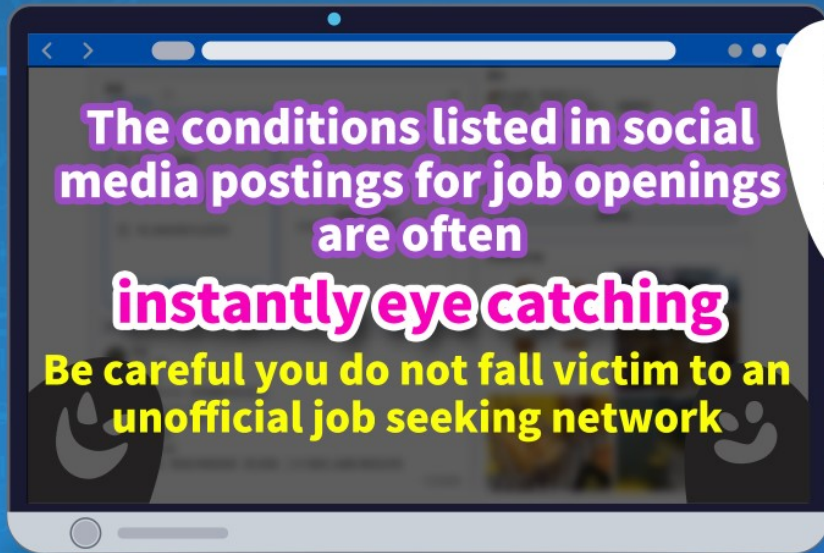 The conditions listed in social
media postings for job openings
are often
instantly eye catching
Be careful you do not fall victim to an
unofficial job seeking network